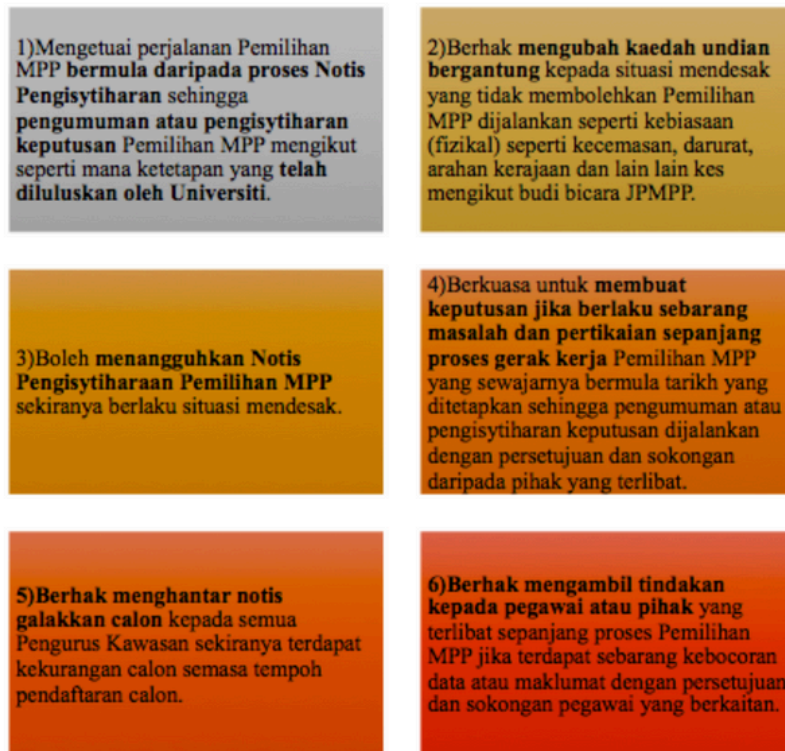 1)Mengetuai perjalanan Pemilihan
MPP bermula daripada proses Notis
Pengisytiharan sehingga
pengumuman atau pengisytiharan
keputusan Pemilihan MPP mengikut
seperti mana ketetapan yang telah
diluluskan oleh Universiti.
2)Berhak mengubah kaedah undian
bergantung kepada situasi mendesak
yang tidak membolehkan Pemilihan
MPP dijalankan seperti kebiasaan
(fizikal) seperti kecemasan, darurat,
arahan kerajaan dan lain lain kes
mengikut budi bicara JPMPP.
3)Boleh menangguhkan Notis
Pengisytiharaan Pemilihan MPP
sekiranya berlaku situasi mendesak.
4)Berkuasa untuk membuat
keputusan jika berlaku sebarang
masalah dan pertikaian sepanjang
proses gerak kerja Pemilihan MPP
yang sewajarnya bermula tarikh yang
ditetapkan sehingga pengumuman atau
pengisytiharan keputusan dijalankan
dengan persetujuan dan sokongan
daripada pihak yang terlibat.
5)Berhak menghantar notis
galakkan calon kepada semua
Pengurus Kawasan sekiranya terdapat
kekurangan calon semasa tempoh
pendaftaran calon.
6)Berhak mengambil tindakan
kepada pegawai atau pihak yang
terlibat sepanjang proses Pemilihan
MPP jika terdapat sebarang kebocoran
data atau maklumat dengan persetujuan
dan sokongan pegawai yang berkaitan.